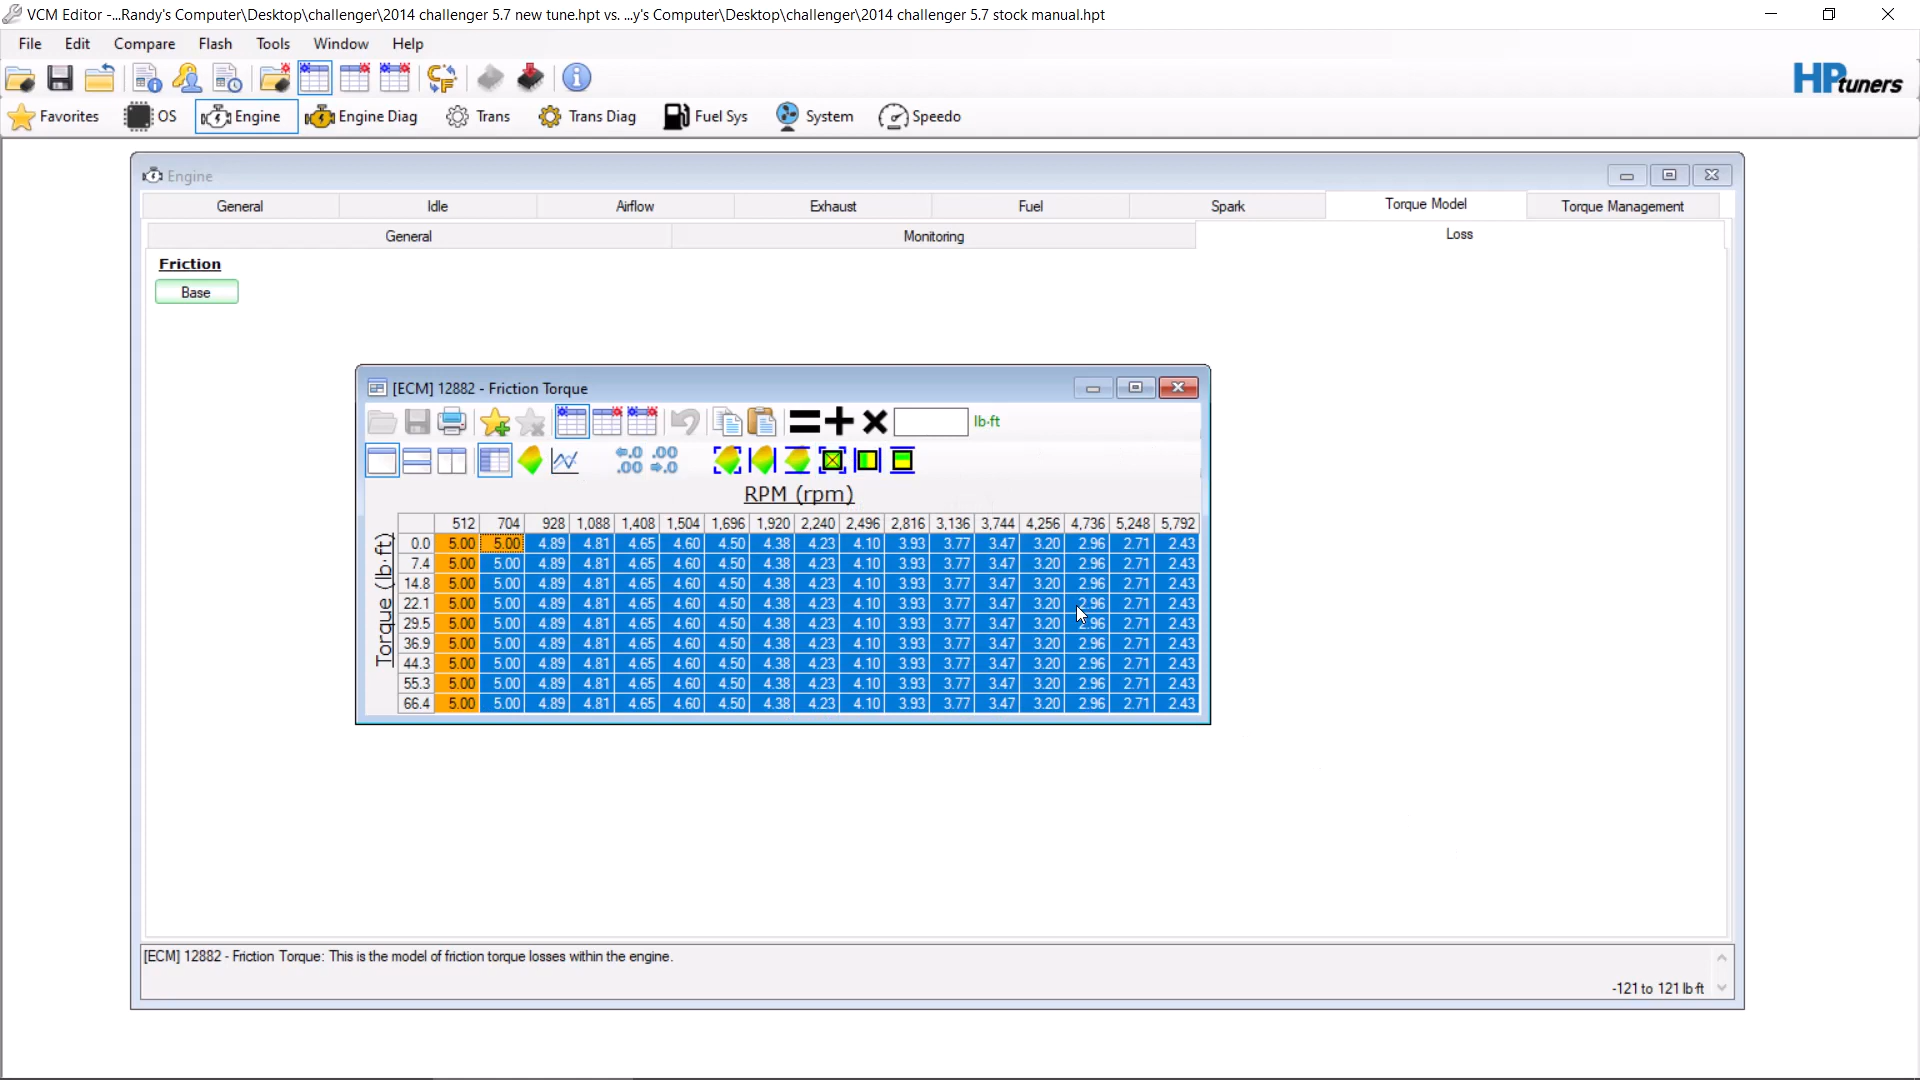 VCM Editor -...Randy's Computer\Desktop\challenger\2014 challenger 5.7 new tune.hpt vs. ...y's Computer\Desktop\challenger\2014 challenger 5.7 stock manual.hpt
File Edit Compare Flash Tools Window Help
HPtuners
Favorites OS Engine Engine Diag Trans Trans Diag Fuel Sys System Speedo
Engine
General Idle Airflow Exhaust Fuel Spark Torque Model Torque Management
General Monitoring Loss
Friction
Base
[ECM] 12882 - Friction Torque
lb·ft
←.0 .00
.00 →.0
RPM (rpm)
Torque (lb·ft)
512 704 928 1,088 1,408 1,504 1,696 1,920 2,240 2,496 2,816 3,136 3,744 4,256 4,736 5,248 5,792
0.0 5.00 5.00 4.89 4.81 4.65 4.60 4.50 4.38 4.23 4.10 3.93 3.77 3.47 3.20 2.96 2.71 2.43
7.4 5.00 5.00 4.89 4.81 4.65 4.60 4.50 4.38 4.23 4.10 3.93 3.77 3.47 3.20 2.96 2.71 2.43
14.8 5.00 5.00 4.89 4.81 4.65 4.60 4.50 4.38 4.23 4.10 3.93 3.77 3.47 3.20 2.96 2.71 2.43
22.1 5.00 5.00 4.89 4.81 4.65 4.60 4.50 4.38 4.23 4.10 3.93 3.77 3.47 3.20 2.96 2.71 2.43
29.5 5.00 5.00 4.89 4.81 4.65 4.60 4.50 4.38 4.23 4.10 3.93 3.77 3.47 3.20 2.96 2.71 2.43
36.9 5.00 5.00 4.89 4.81 4.65 4.60 4.50 4.38 4.23 4.10 3.93 3.77 3.47 3.20 2.96 2.71 2.43
44.3 5.00 5.00 4.89 4.81 4.65 4.60 4.50 4.38 4.23 4.10 3.93 3.77 3.47 3.20 2.96 2.71 2.43
55.3 5.00 5.00 4.89 4.81 4.65 4.60 4.50 4.38 4.23 4.10 3.93 3.77 3.47 3.20 2.96 2.71 2.43
66.4 5.00 5.00 4.89 4.81 4.65 4.60 4.50 4.38 4.23 4.10 3.93 3.77 3.47 3.20 2.96 2.71 2.43
[ECM] 12882 - Friction Torque: This is the model of friction torque losses within the engine.
-121 to 121 lb·ft